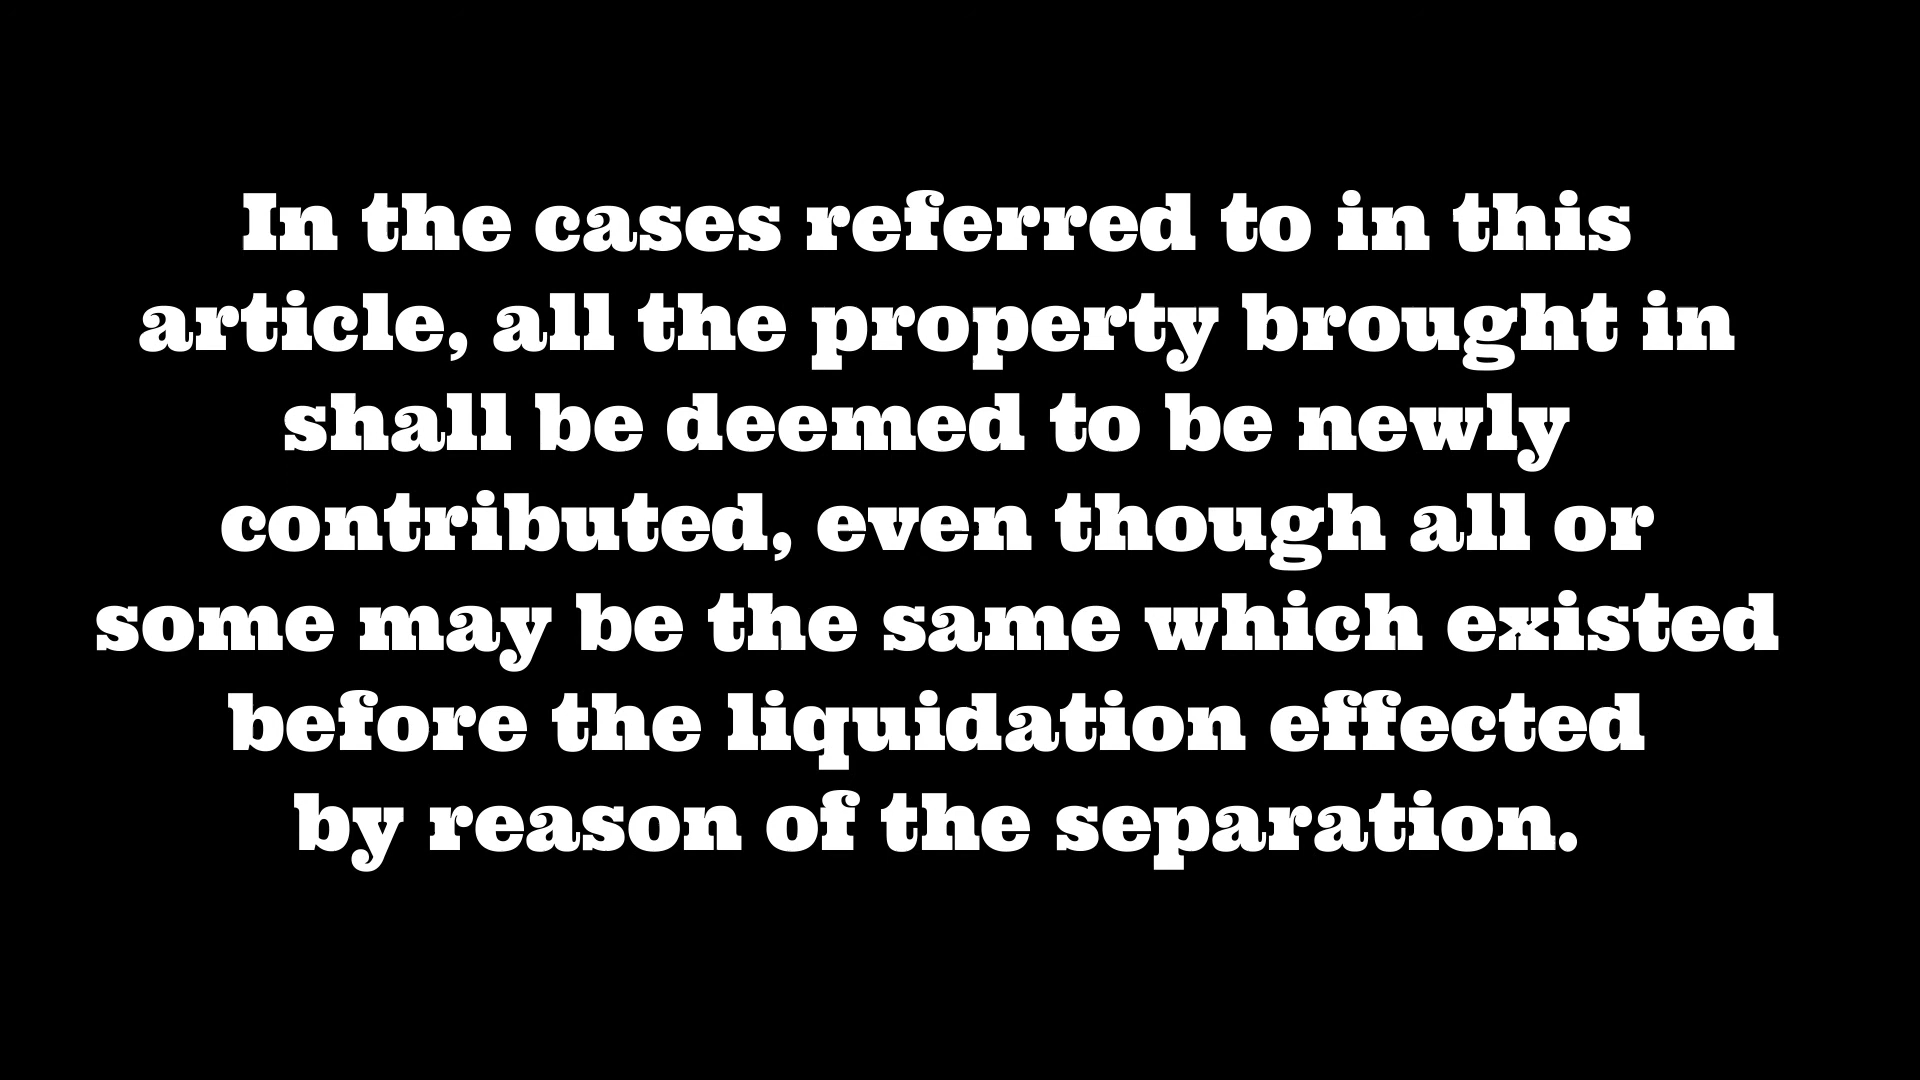 In the cases referred to in this
article, all the property brought in
shall be deemed to be newly
contributed, even though all or
some may be the same which existed
before the liquidation effected
by reason of the separation.